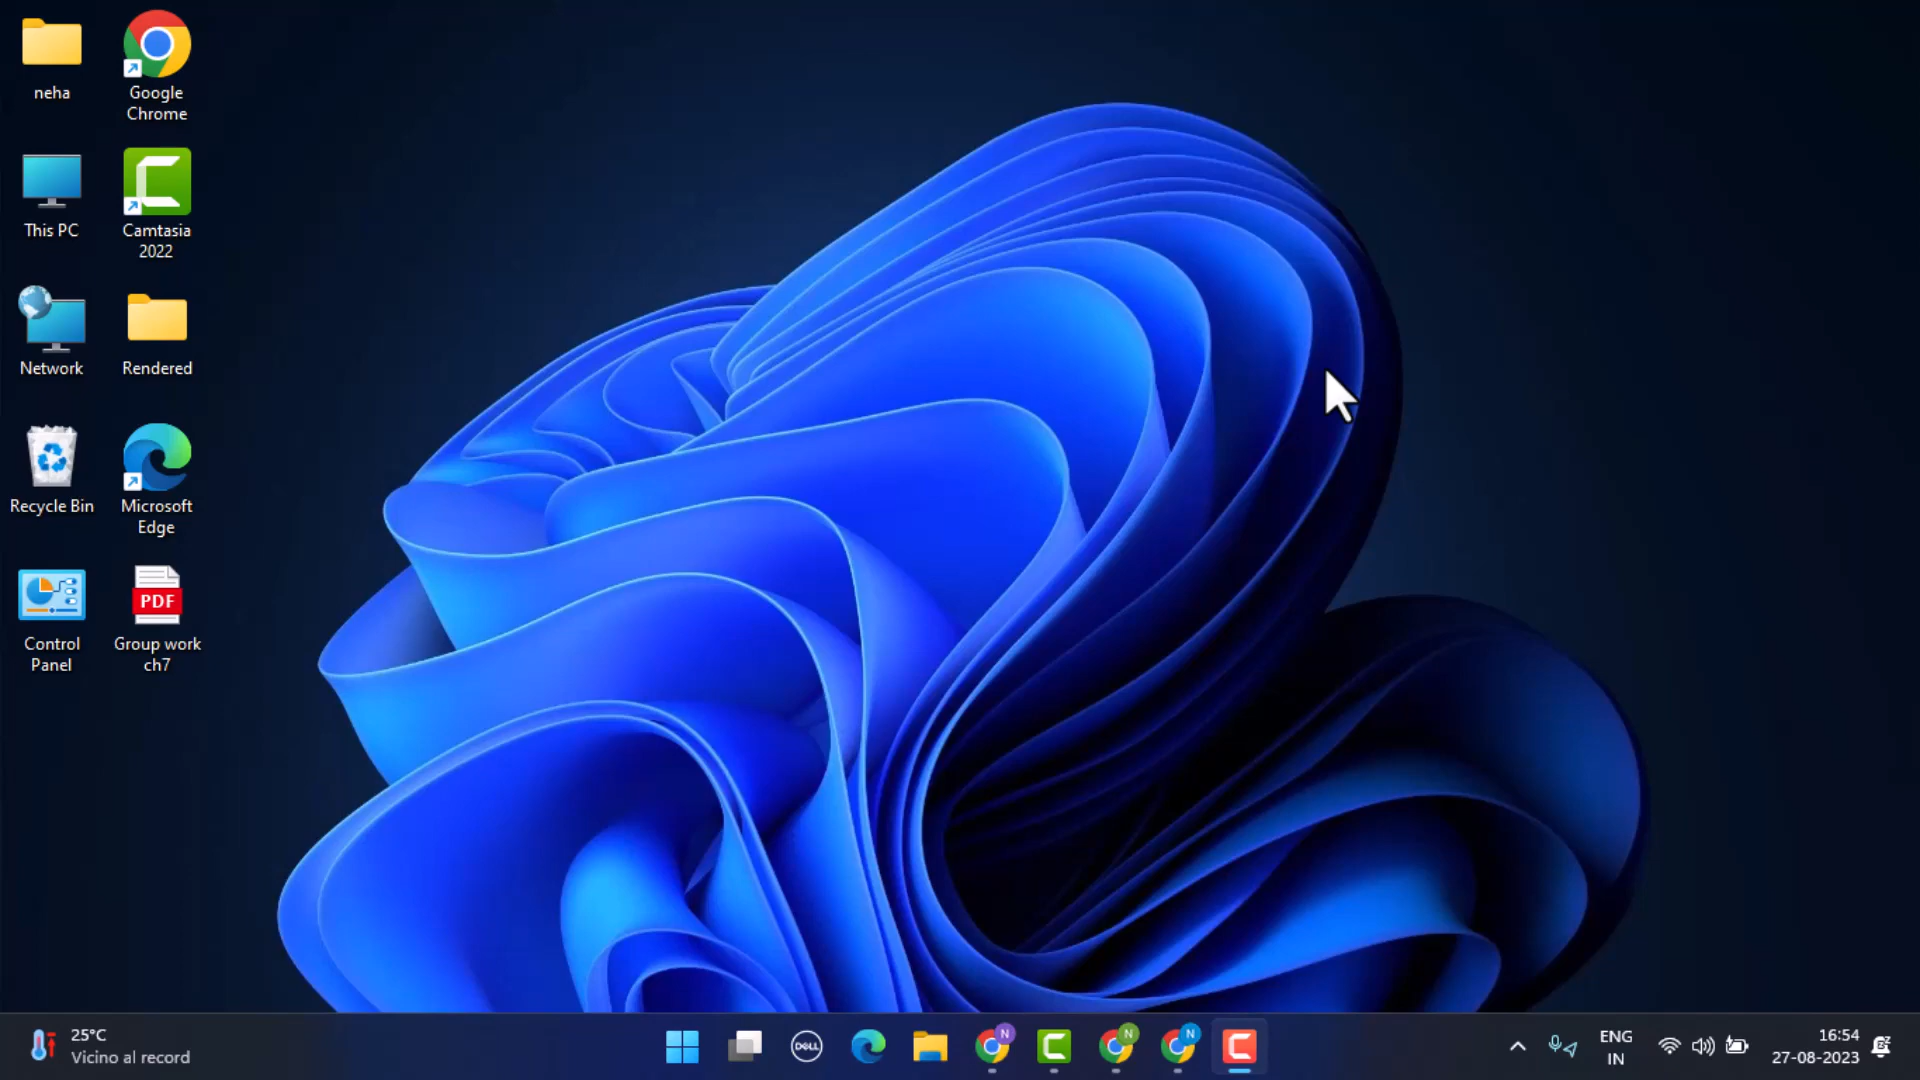 neha
Google
Chrome
This PC
Camtasia
2022
Network
Rendered
Recycle Bin
Microsoft
Edge
Control
Panel
PDF
Group work
ch7
25°C
Vicino al record
DELL
N
N
N
ENG
IN
16:54
27-08-2023